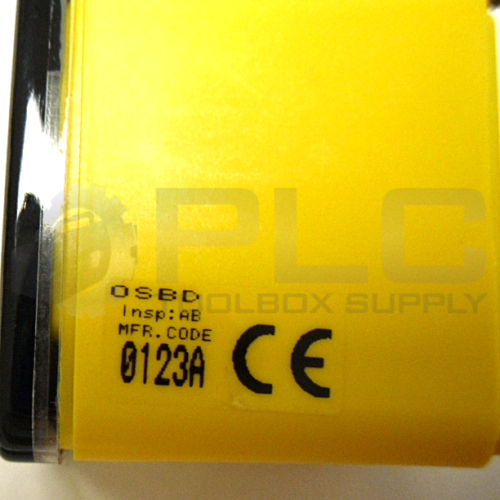 PLC
TOOLBOX SUPPLY
OSBD
Insp:AB
MFR.CODE
0123A
CE